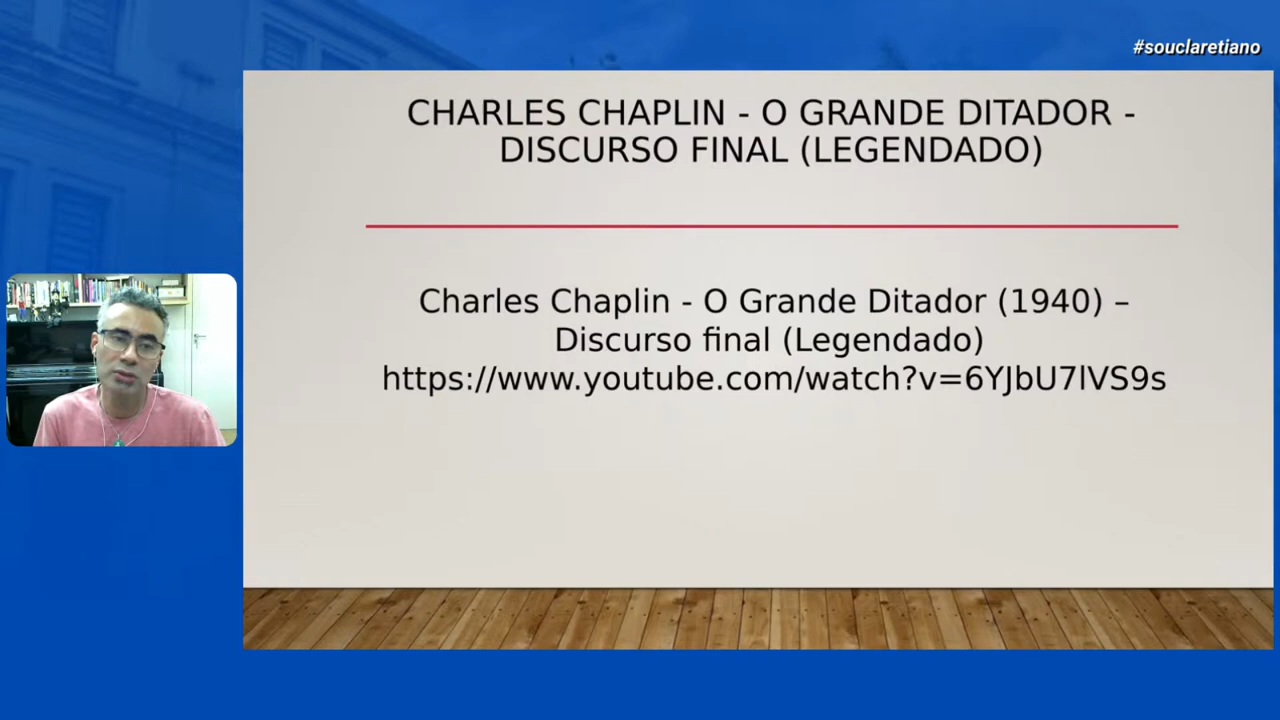 #souclaretiano
CHARLES CHAPLIN - O GRANDE DITADOR -
DISCURSO FINAL (LEGENDADO)
Charles Chaplin - O Grande Ditador (1940) –
Discurso final (Legendado)
https://www.youtube.com/watch?v=6YJbU7lVS9s